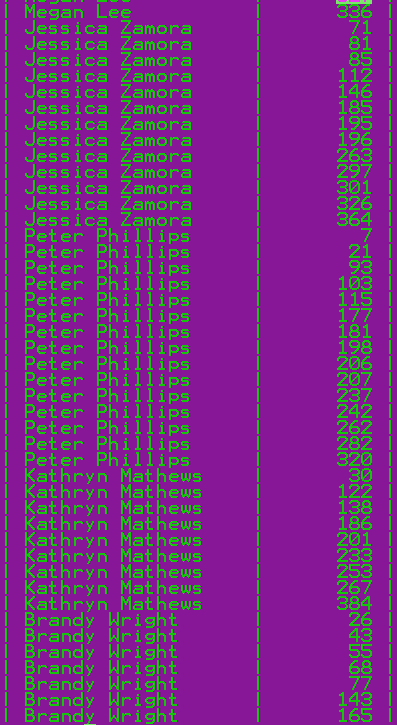 | Megan Lee | 336 |
| Jessica Zamora | 71 |
| Jessica Zamora | 81 |
| Jessica Zamora | 85 |
| Jessica Zamora | 112 |
| Jessica Zamora | 146 |
| Jessica Zamora | 185 |
| Jessica Zamora | 195 |
| Jessica Zamora | 196 |
| Jessica Zamora | 263 |
| Jessica Zamora | 297 |
| Jessica Zamora | 301 |
| Jessica Zamora | 326 |
| Jessica Zamora | 364 |
| Peter Phillips | 7 |
| Peter Phillips | 21 |
| Peter Phillips | 93 |
| Peter Phillips | 103 |
| Peter Phillips | 115 |
| Peter Phillips | 177 |
| Peter Phillips | 181 |
| Peter Phillips | 198 |
| Peter Phillips | 206 |
| Peter Phillips | 207 |
| Peter Phillips | 237 |
| Peter Phillips | 242 |
| Peter Phillips | 262 |
| Peter Phillips | 282 |
| Peter Phillips | 320 |
| Kathryn Mathews | 30 |
| Kathryn Mathews | 122 |
| Kathryn Mathews | 138 |
| Kathryn Mathews | 186 |
| Kathryn Mathews | 201 |
| Kathryn Mathews | 233 |
| Kathryn Mathews | 253 |
| Kathryn Mathews | 267 |
| Kathryn Mathews | 384 |
| Brandy Wright | 26 |
| Brandy Wright | 43 |
| Brandy Wright | 55 |
| Brandy Wright | 68 |
| Brandy Wright | 77 |
| Brandy Wright | 143 |
| Brandy Wright | 165 |